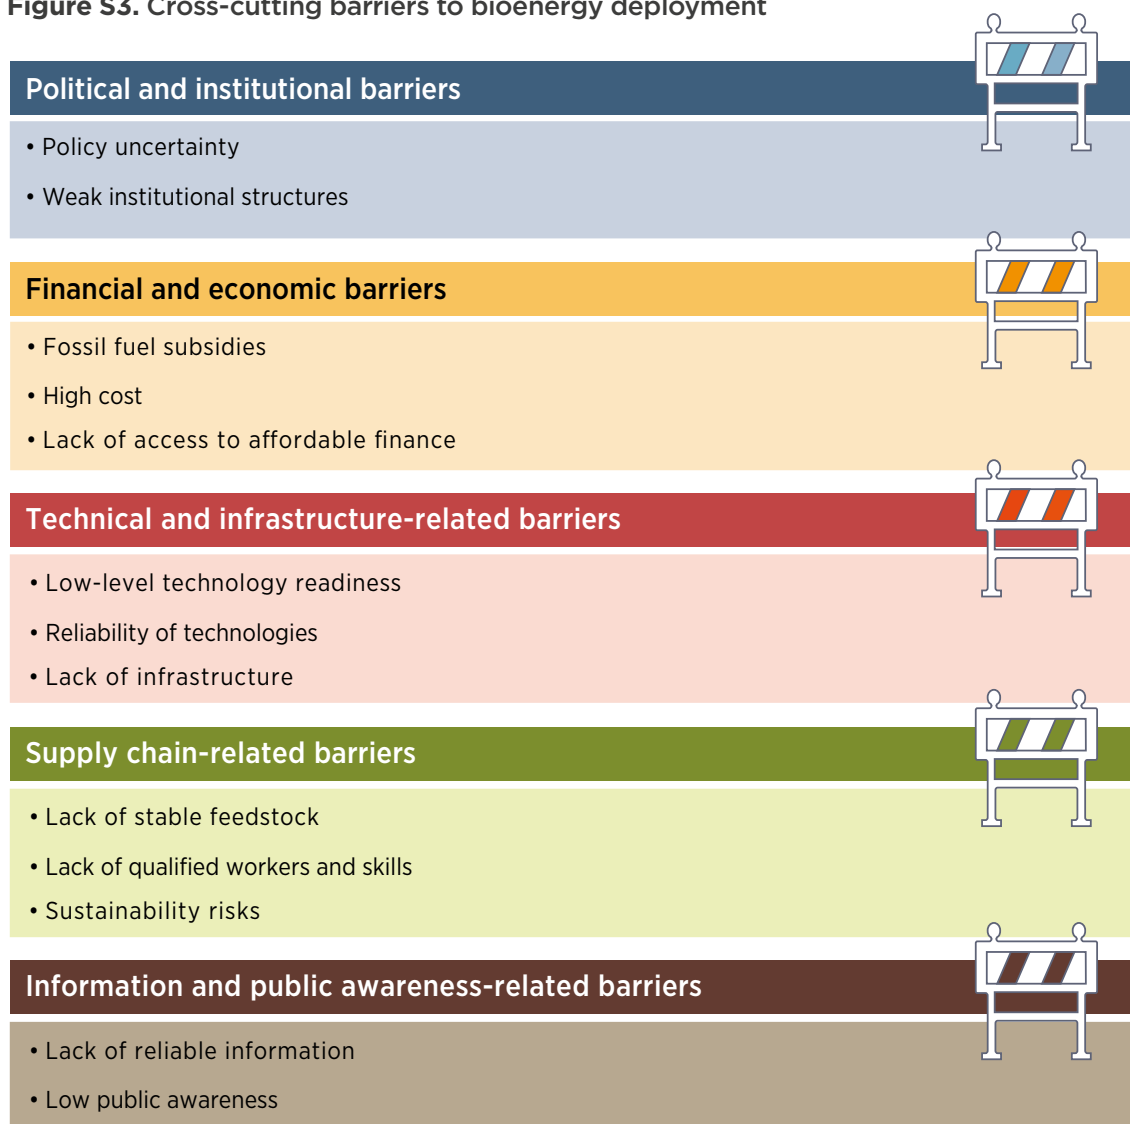 Figure S3. Cross-cutting barriers to bioenergy deployment
Political and institutional barriers
• Policy uncertainty
• Weak institutional structures
Financial and economic barriers
• Fossil fuel subsidies
• High cost
• Lack of access to affordable finance
Technical and infrastructure-related barriers
• Low-level technology readiness
• Reliability of technologies
• Lack of infrastructure
Supply chain-related barriers
• Lack of stable feedstock
• Lack of qualified workers and skills
• Sustainability risks
Information and public awareness-related barriers
• Lack of reliable information
• Low public awareness